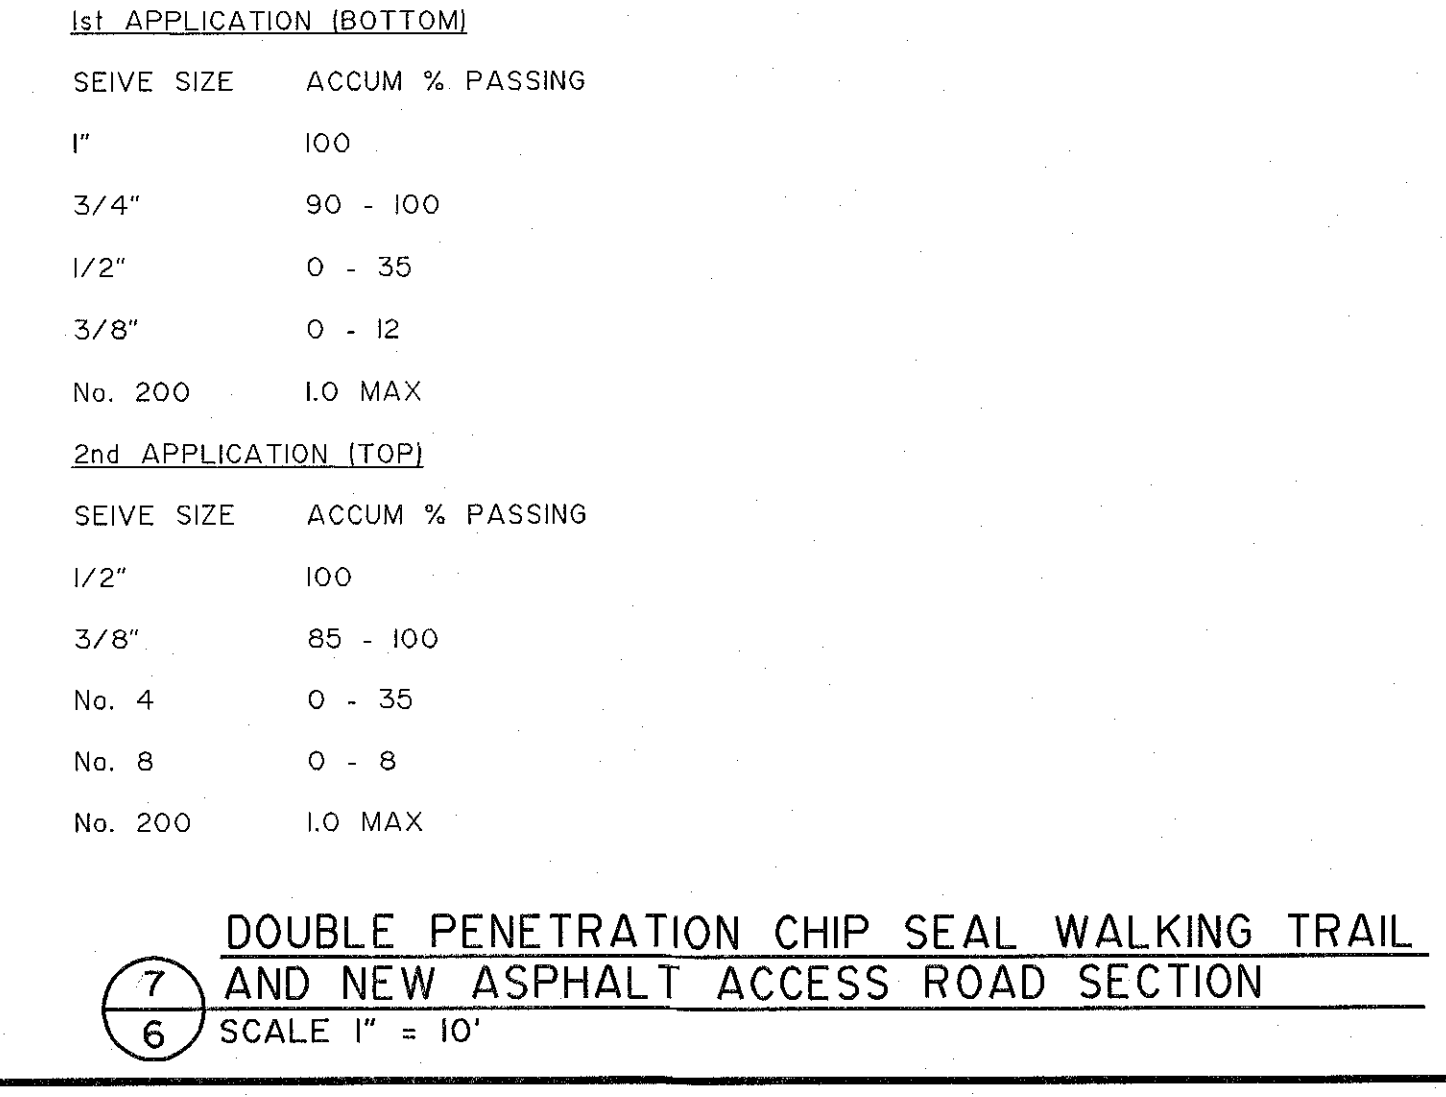 1st APPLICATION (BOTTOM)
SEIVE SIZE ACCUM % PASSING
1" 100
3/4" 90 - 100
1/2" 0 - 35
3/8" 0 - 12
No. 200 1.0 MAX
2nd APPLICATION (TOP)
SEIVE SIZE ACCUM % PASSING
1/2" 100
3/8" 85 - 100
No. 4 0 - 35
No. 8 0 - 8
No. 200 1.0 MAX
DOUBLE PENETRATION CHIP SEAL WALKING TRAIL
7 AND NEW ASPHALT ACCESS ROAD SECTION
6 SCALE 1" = 10'